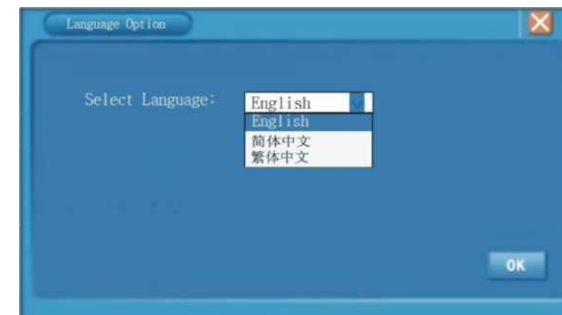 Language Option
Select Language:
English
English
简体中文
繁体中文
OK